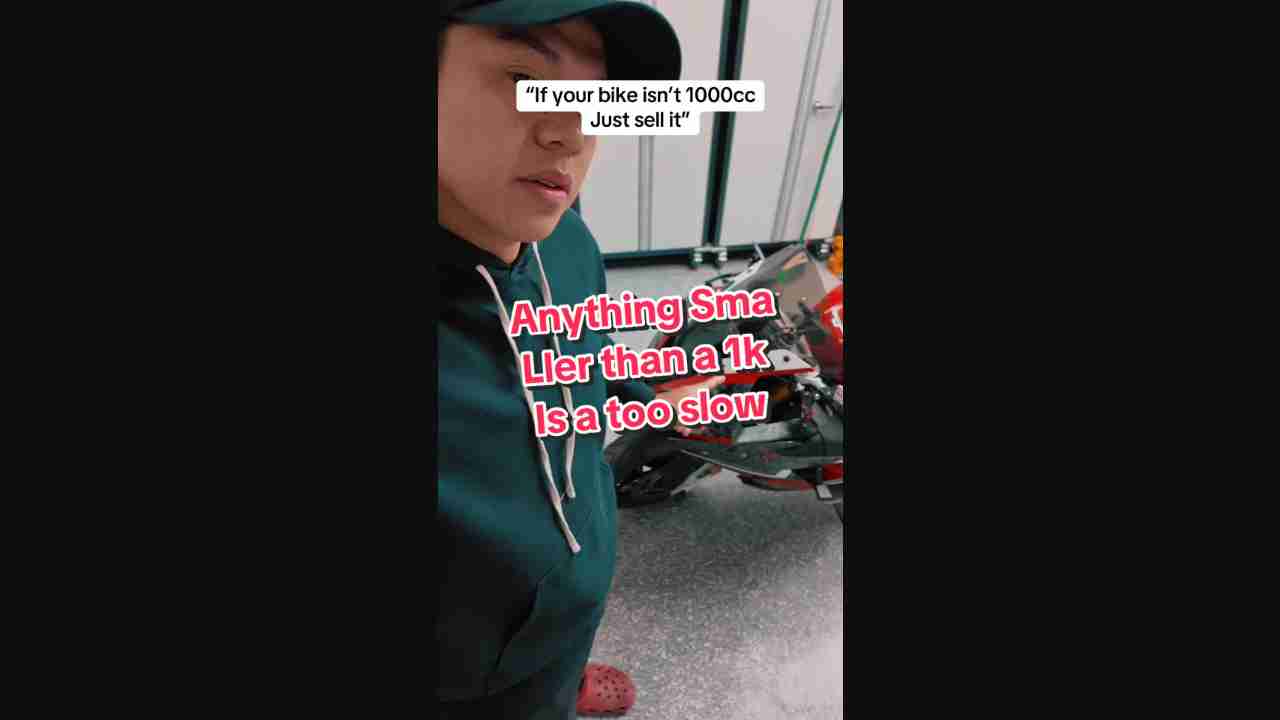 “If your bike isn’t 1000cc
Just sell it”
Anything Sma
Ller than a 1k
Is a too slow